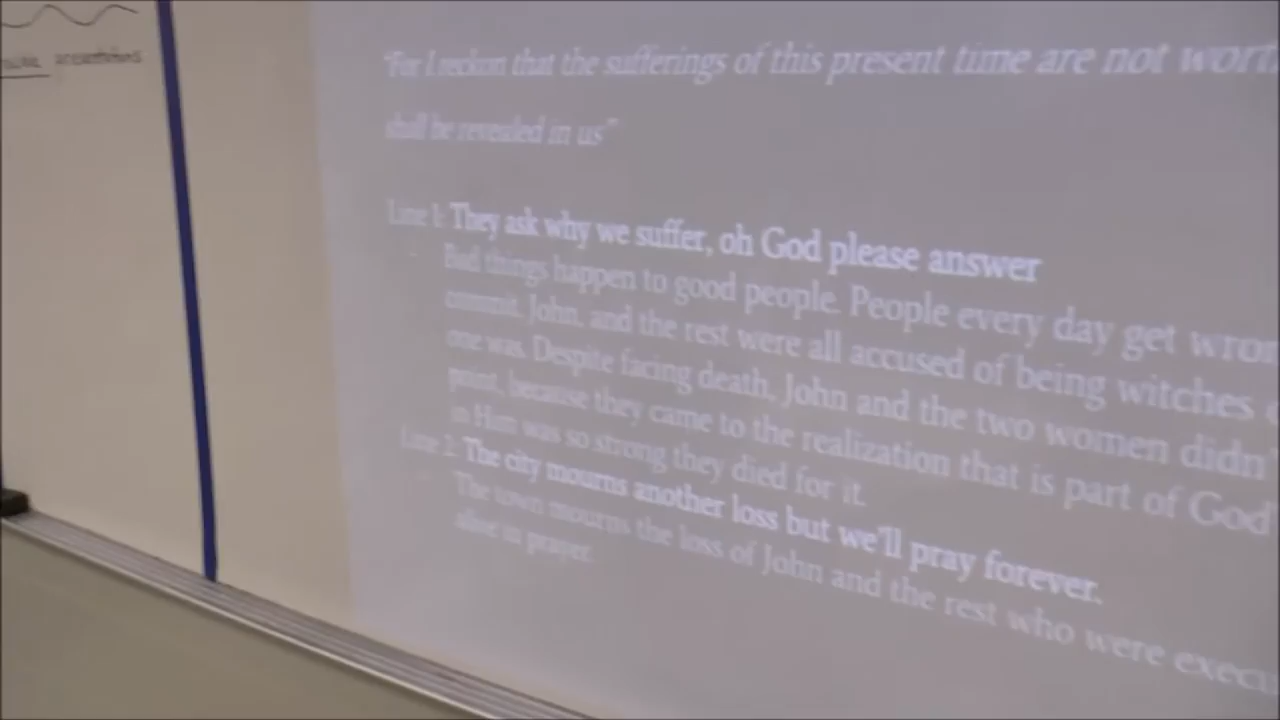 "For I reckon that the sufferings of this present time are not
shall be revealed in us"
Line 1: They ask why we suffer, oh God please answer
Bad things happen to good people. People every day get
commit. John, and the rest were all accused of being witches
one was. Despite facing death, John and the two women
point, because they came to the realization that is part of God
in Him was so strong they died for it.
Line 2: The city mourns another loss but we'll pray forever.
The town mourns the loss of John and the rest who were
alive in prayer.